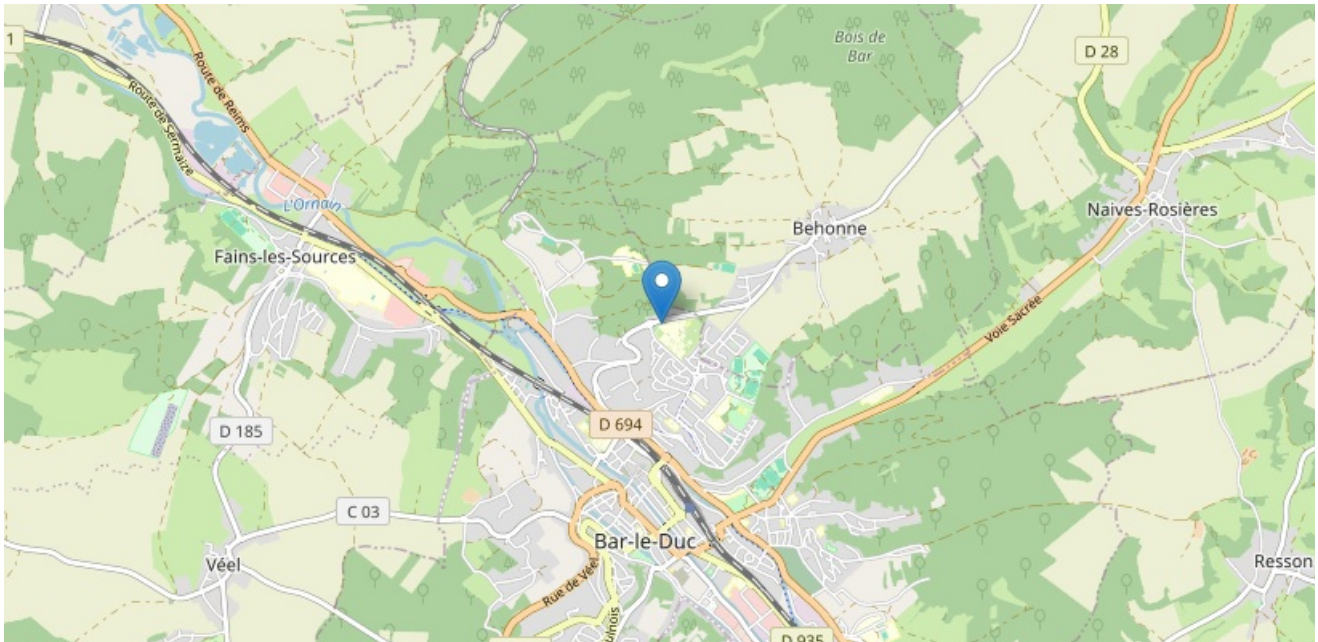 1
Route de Reims
Route de Sermaize
Bois de
Bar
D 28
L'Ornain
Fains-les-Sources
Behonne
Naives-Rosières
Voie Sacrée
D 694
D 185
C 03
Bar-le-Duc
Véel
Rue de Véel
Resson
D 935